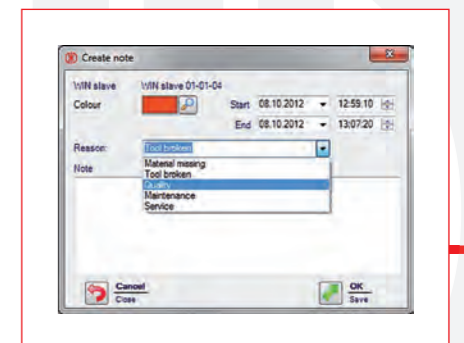 Create note
WIN slave WIN slave 01-01-04
Colour Start 08.10.2012 12:59:10
End 08.10.2012 13:07:20
Reason: Tool broken
Material missing
Tool broken
Quality
Maintenance
Service
Note
Cancel
Close
OK
Save